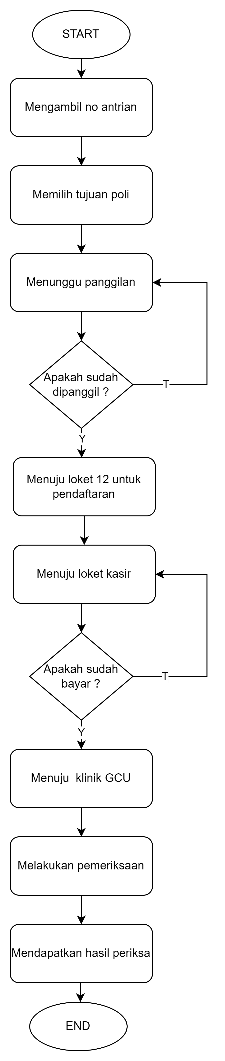 START
Mengambil no antrian
Memilih tujuan poli
Menunggu panggilan
Apakah sudah
dipanggil ?
T
Y
Menuju loket 12 untuk
pendaftaran
Menuju loket kasir
Apakah sudah
bayar ?
T
Y
Menuju klinik GCU
Melakukan pemeriksaan
Mendapatkan hasil periksa
END